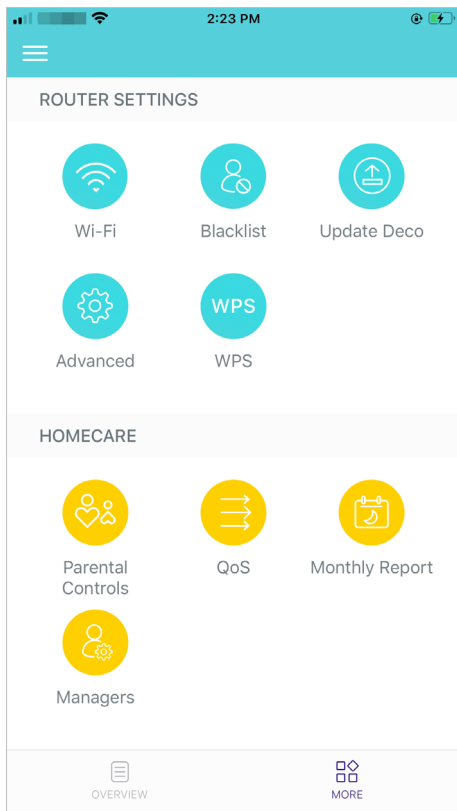 2:23 PM
ROUTER SETTINGS
Wi-Fi
Blacklist
Update Deco
Advanced
WPS
WPS
HOMECARE
Parental
Controls
QoS
Monthly Report
Managers
OVERVIEW
MORE